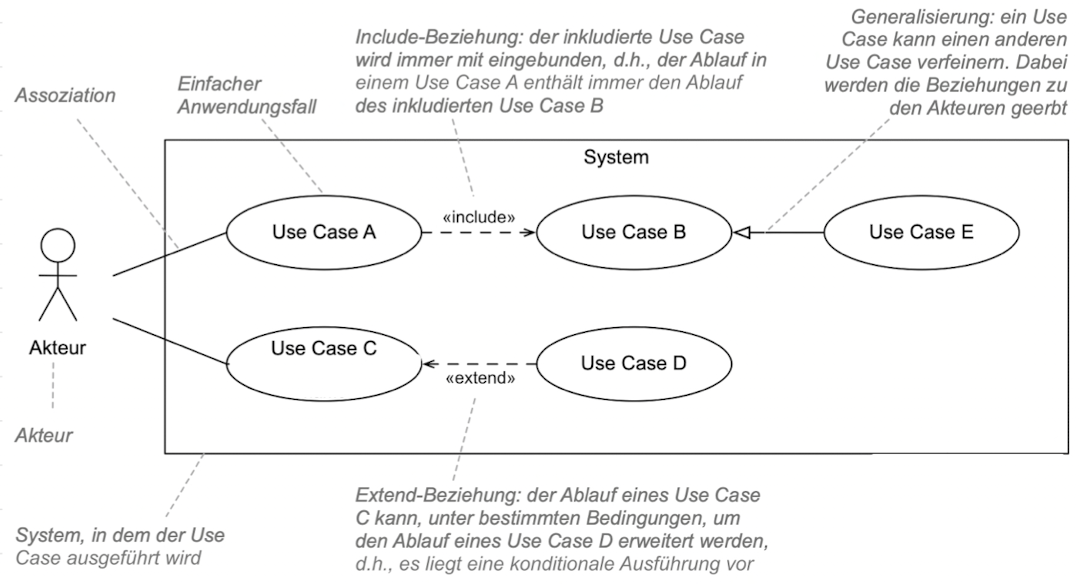 Generalisierung: ein Use
Case kann einen anderen
Use Case verfeinern. Dabei
werden die Beziehungen zu
den Akteuren geerbt
Include-Beziehung: der inkludierte Use Case
wird immer mit eingebunden, d.h., der Ablauf in
einem Use Case A enthält immer den Ablauf
des inkludierten Use Case B
Einfacher
Anwendungsfall
Assoziation
System
Use Case A
«include»
Use Case B
Use Case E
Akteur
Use Case C
«extend»
Use Case D
Akteur
System, in dem der Use
Case ausgeführt wird
Extend-Beziehung: der Ablauf eines Use Case
C kann, unter bestimmten Bedingungen, um
den Ablauf eines Use Case D erweitert werden,
d.h., es liegt eine konditionale Ausführung vor